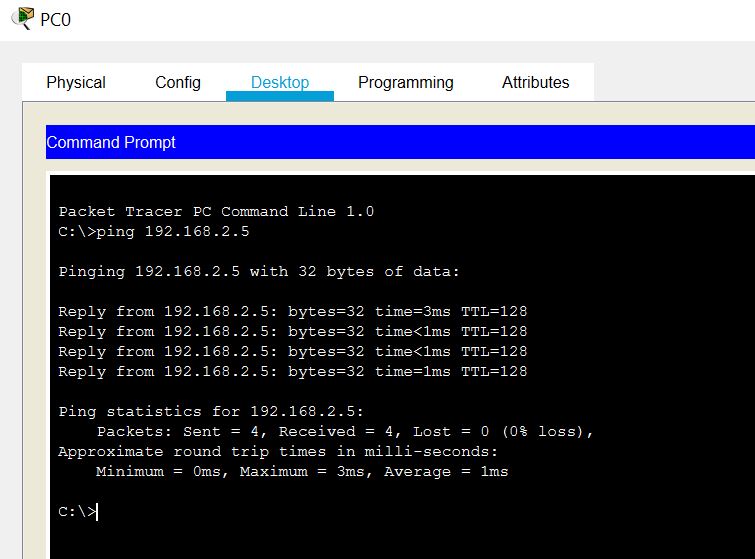 PC0
Physical Config Desktop Programming Attributes
Command Prompt
Packet Tracer PC Command Line 1.0
C:\>ping 192.168.2.5
Pinging 192.168.2.5 with 32 bytes of data:
Reply from 192.168.2.5: bytes=32 time=3ms TTL=128
Reply from 192.168.2.5: bytes=32 time<1ms TTL=128
Reply from 192.168.2.5: bytes=32 time<1ms TTL=128
Reply from 192.168.2.5: bytes=32 time=1ms TTL=128
Ping statistics for 192.168.2.5:
    Packets: Sent = 4, Received = 4, Lost = 0 (0% loss),
Approximate round trip times in milli-seconds:
    Minimum = 0ms, Maximum = 3ms, Average = 1ms
C:\>